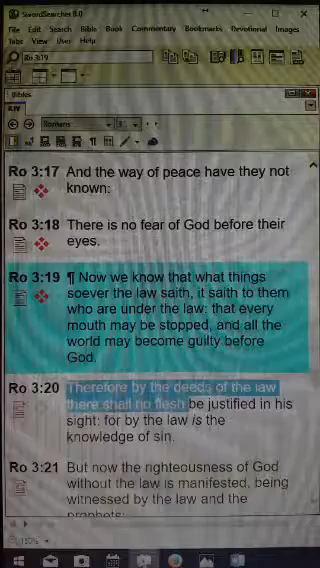 SwordSearcher 8.0
File Edit Search Bible Book Commentary Bookmarks Devotional Images
Tabs View User Help
Ro 3:19
Bibles
KJV
Romans 3
Ro 3:17 And the way of peace have they not
known:
Ro 3:18 There is no fear of God before their
eyes.
Ro 3:19 ¶ Now we know that what things
soever the law saith, it saith to them
who are under the law: that every
mouth may be stopped, and all the
world may become guilty before
God.
Ro 3:20 Therefore by the deeds of the law
there shall no flesh be justified in his
sight: for by the law is the
knowledge of sin.
Ro 3:21 But now the righteousness of God
without the law is manifested, being
witnessed by the law and the
prophets;
150%